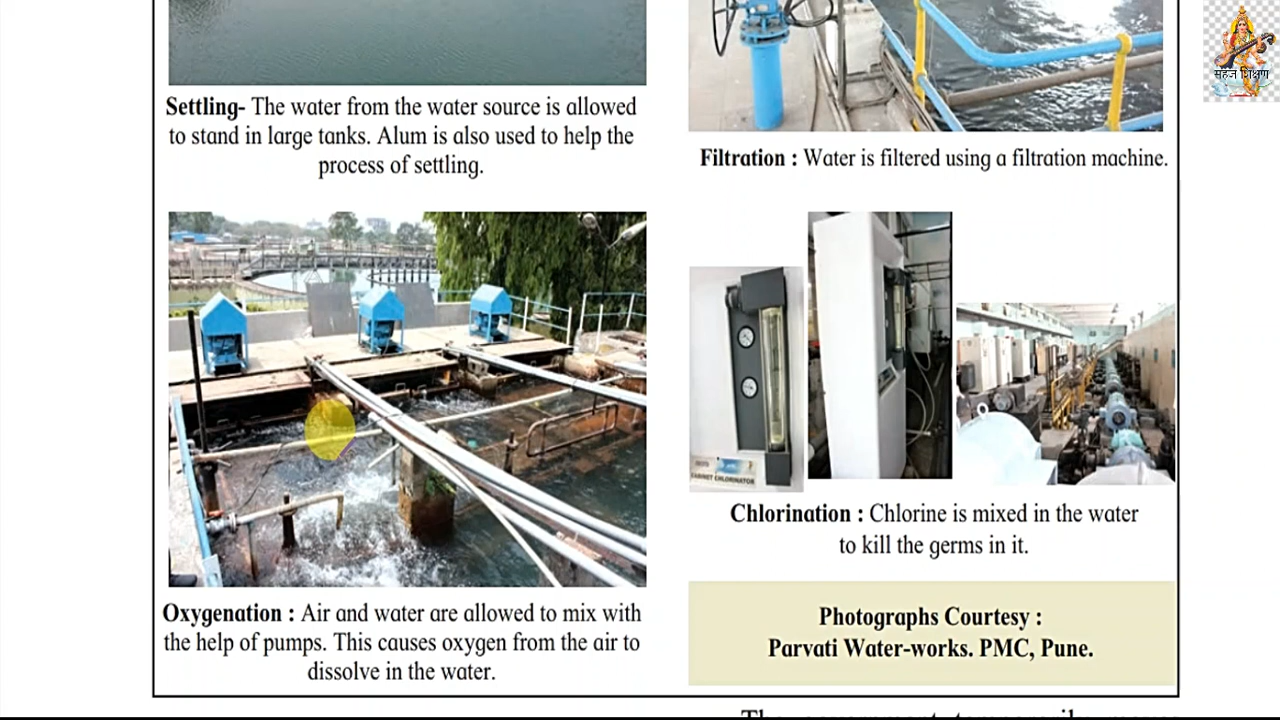 सहज शिक्षण
Settling- The water from the water source is allowed
to stand in large tanks. Alum is also used to help the
process of settling.
Filtration : Water is filtered using a filtration machine.
CABINET CHLORINATOR
Chlorination : Chlorine is mixed in the water
to kill the germs in it.
Oxygenation : Air and water are allowed to mix with
the help of pumps. This causes oxygen from the air to
dissolve in the water.
Photographs Courtesy :
Parvati Water-works. PMC, Pune.